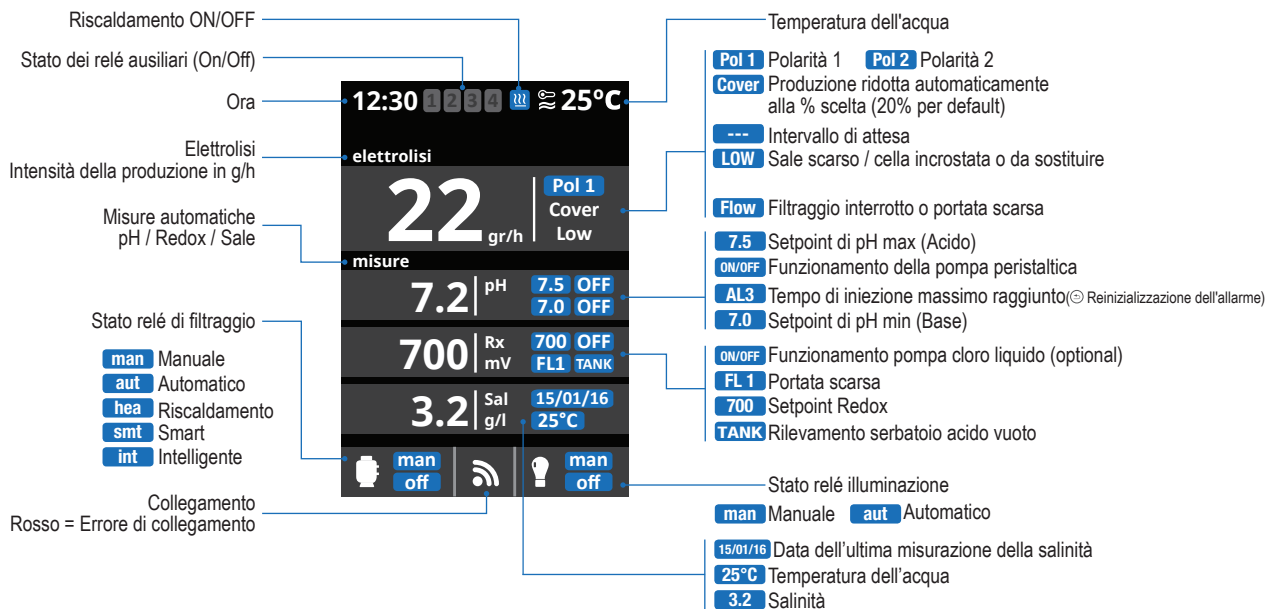 Riscaldamento ON/OFF
Stato dei relé ausiliari (On/Off)
Ora
Elettrolisi
Intensità della produzione in g/h
Misure automatiche
pH / Redox / Sale
Stato relé di filtraggio
man Manuale
aut Automatico
hea Riscaldamento
smt Smart
int Intelligente
Collegamento
Rosso = Errore di collegamento
12:30 1 2 3 4 25°C
elettrolisi
22 gr/h
Pol 1
Cover
Low
misure
7.2 pH 7.5 OFF
7.0 OFF
700 Rx 700 OFF
mV FL1 TANK
3.2 Sal 15/01/16
g/l 25°C
man
off
man
off
Temperatura dell'acqua
Pol 1 Polarità 1 Pol 2 Polarità 2
Cover Produzione ridotta automaticamente
alla % scelta (20% per default)
--- Intervallo di attesa
LOW Sale scarso / cella incrostata o da sostituire
Flow Filtraggio interrotto o portata scarsa
7.5 Setpoint di pH max (Acido)
ON/OFF Funzionamento della pompa peristaltica
AL3 Tempo di iniezione massimo raggiunto(⊝ Reinizializzazione dell'allarme)
7.0 Setpoint di pH min (Base)
ON/OFF Funzionamento pompa cloro liquido (optional)
FL 1 Portata scarsa
700 Setpoint Redox
TANK Rilevamento serbatoio acido vuoto
Stato relé illuminazione
man Manuale aut Automatico
15/01/16 Data dell’ultima misurazione della salinità
25°C Temperatura dell’acqua
3.2 Salinità